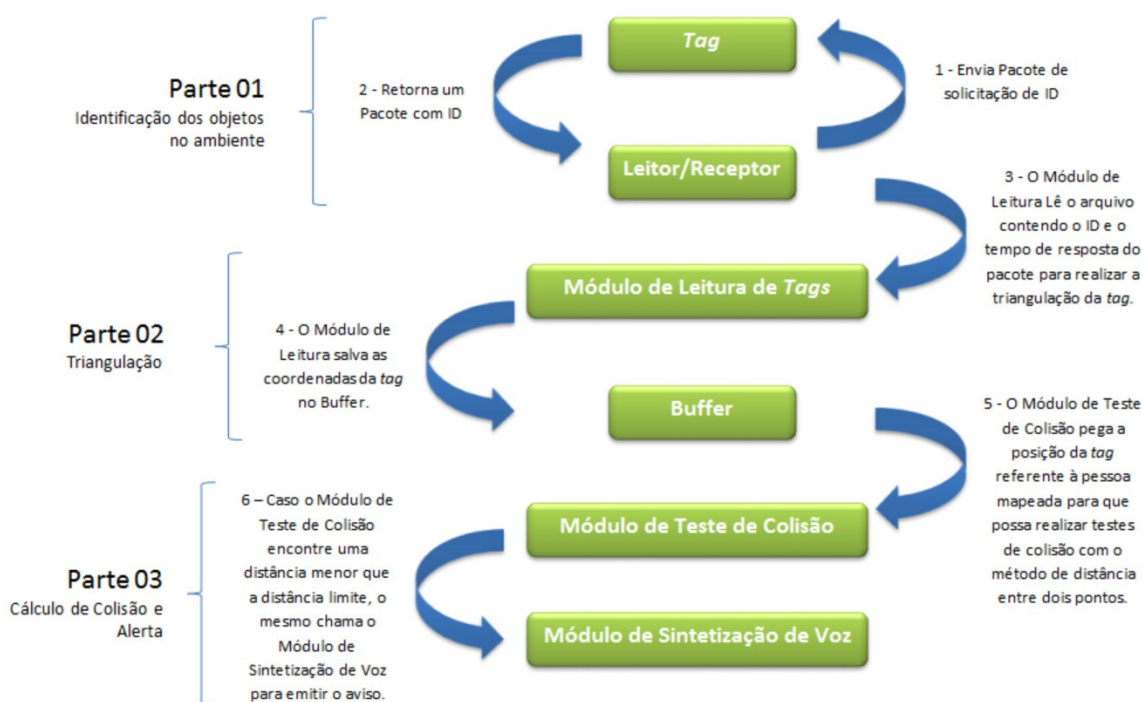 Parte 01
Identificação dos objetos
no ambiente
2 - Retorna um
Pacote com ID
Tag
1 - Envia Pacote de
solicitação de ID
Leitor/Receptor
3 - O Módulo de
Leitura Lê o arquivo
contendo o ID e o
tempo de resposta do
pacote para realizar a
triangulação da tag.
Parte 02
Triangulação
Módulo de Leitura de Tags
4 - O Módulo de
Leitura salva as
coordenadas da tag
no Buffer.
Buffer
5 - O Módulo de Teste
de Colisão pega a
posição da tag
referente à pessoa
mapeada para que
possa realizar testes
de colisão com o
método de distância
entre dois pontos.
Parte 03
Cálculo de Colisão e
Alerta
Módulo de Teste de Colisão
6 – Caso o Módulo de
Teste de Colisão
encontre uma
distância menor que
a distância limite, o
mesmo chama o
Módulo de
Sintetização de Voz
para emitir o aviso.
Módulo de Sintetização de Voz